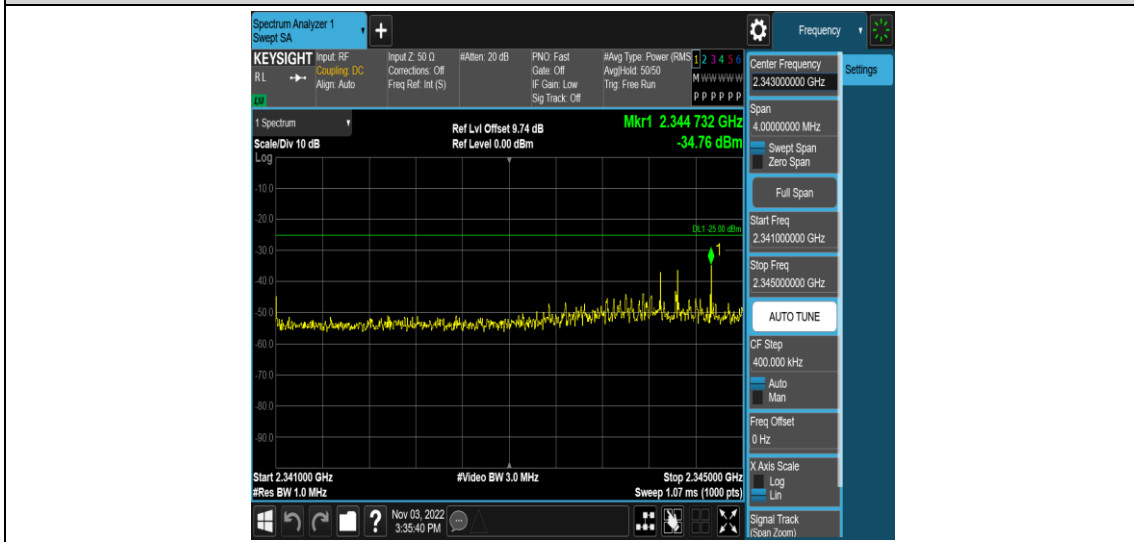 Spectrum Analyzer 1
Swept SA
+
Frequency
KEYSIGHT
RL
LXI
Input: RF
Coupling: DC
Align: Auto
Input Z: 50 Ω
Corrections: Off
Freq Ref: Int (S)
#Atten: 20 dB
PNO: Fast
Gate: Off
IF Gain: Low
Sig Track: Off
#Avg Type: Power (RMS
Avg|Hold: 50/50
Trig: Free Run
1 2 3 4 5 6
M W W W W W
P P P P P P
1 Spectrum
Scale/Div 10 dB
Log
Ref Lvl Offset 9.74 dB
Ref Level 0.00 dBm
Mkr1 2.344 732 GHz
-34.76 dBm
-10.0
-20.0
DL1 -25.00 dBm
1
-30.0
-40.0
-50.0
-60.0
-70.0
-80.0
-90.0
Start 2.341000 GHz
#Video BW 3.0 MHz
Stop 2.345000 GHz
#Res BW 1.0 MHz
Sweep 1.07 ms (1000 pts)
?
Nov 03, 2022
3:35:40 PM
Center Frequency
2.343000000 GHz
Settings
Span
4.00000000 MHz
Swept Span
Zero Span
Full Span
Start Freq
2.341000000 GHz
Stop Freq
2.345000000 GHz
AUTO TUNE
CF Step
400.000 kHz
Auto
Man
Freq Offset
0 Hz
X Axis Scale
Log
Lin
Signal Track
(Span Zoom)